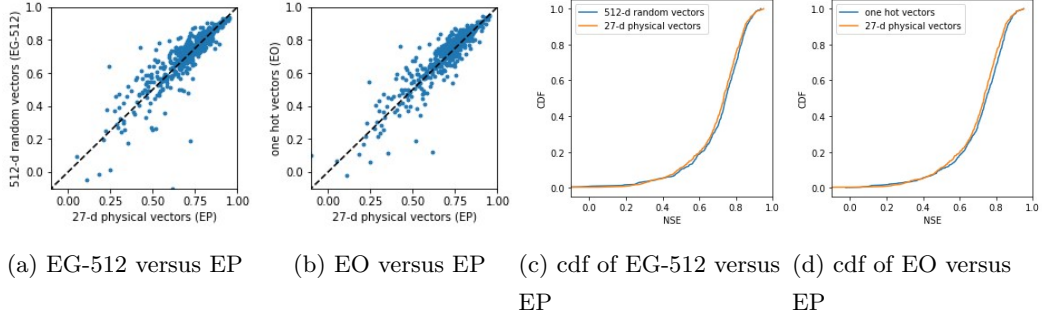 512-d random vectors (EG-512)
1.0
0.8
0.6
0.4
0.2
0.0
0.00
0.25
0.50
0.75
1.00
27-d physical vectors (EP)
one hot vectors (EO)
1.0
0.8
0.6
0.4
0.2
0.0
0.00
0.25
0.50
0.75
1.00
27-d physical vectors (EP)
CDF
1.0
0.8
0.6
0.4
0.2
0.0
512-d random vectors
27-d physical vectors
0.0
0.2
0.4
0.6
0.8
1.0
NSE
CDF
1.0
0.8
0.6
0.4
0.2
0.0
one hot vectors
27-d physical vectors
0.0
0.2
0.4
0.6
0.8
1.0
NSE
(a) EG-512 versus EP
(b) EO versus EP
(c) cdf of EG-512 versus
EP
(d) cdf of EO versus
EP